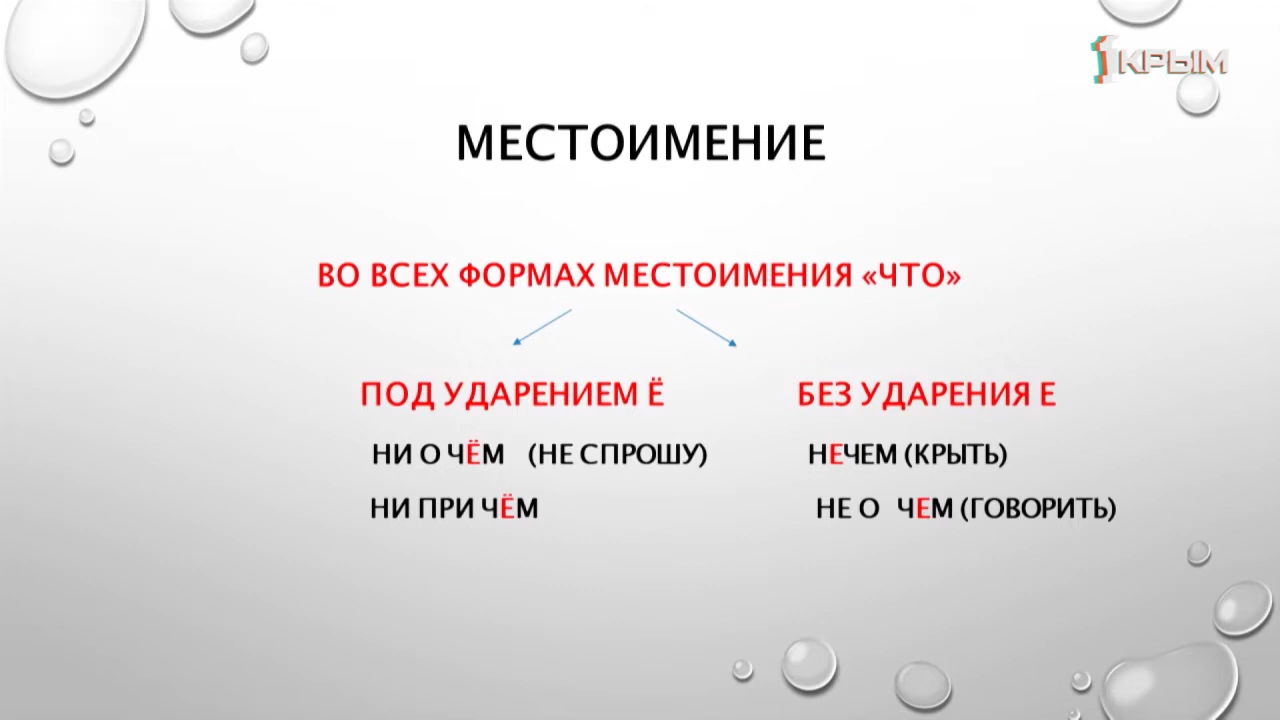 1КРЫМ
МЕСТОИМЕНИЕ
ВО ВСЕХ ФОРМАХ МЕСТОИМЕНИЯ «ЧТО»
ПОД УДАРЕНИЕМ Ё БЕЗ УДАРЕНИЯ Е
НИ О ЧЁМ (НЕ СПРОШУ) НЕЧЕМ (КРЫТЬ)
НИ ПРИ ЧЁМ НЕ О ЧЕМ (ГОВОРИТЬ)